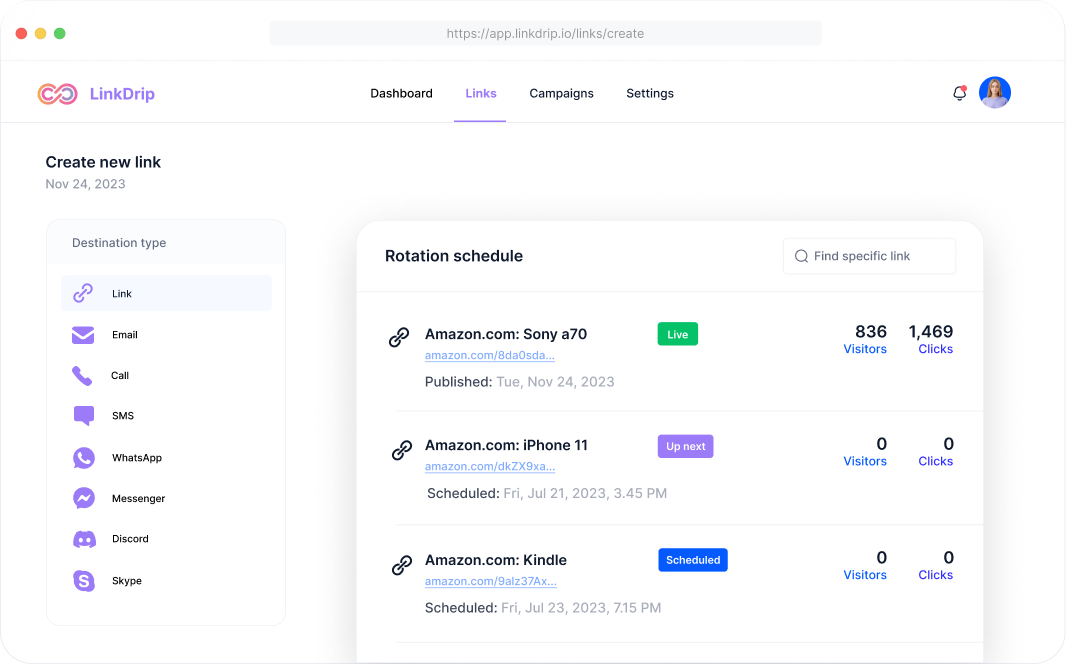 https://app.linkdrip.io/links/create
LinkDrip
Dashboard Links Campaigns Settings
Create new link
Nov 24, 2023
Destination type
Link
Email
Call
SMS
WhatsApp
Messenger
Discord
Skype
Rotation schedule
Find specific link
Amazon.com: Sony a70 Live 836 1,469
amazon.com/8da0sda... Visitors Clicks
Published: Tue, Nov 24, 2023
Amazon.com: iPhone 11 Up next 0 0
amazon.com/dkZX9xa... Visitors Clicks
Scheduled: Fri, Jul 21, 2023, 3.45 PM
Amazon.com: Kindle Scheduled 0 0
amazon.com/9alz37Ax... Visitors Clicks
Scheduled: Fri, Jul 23, 2023, 7.15 PM